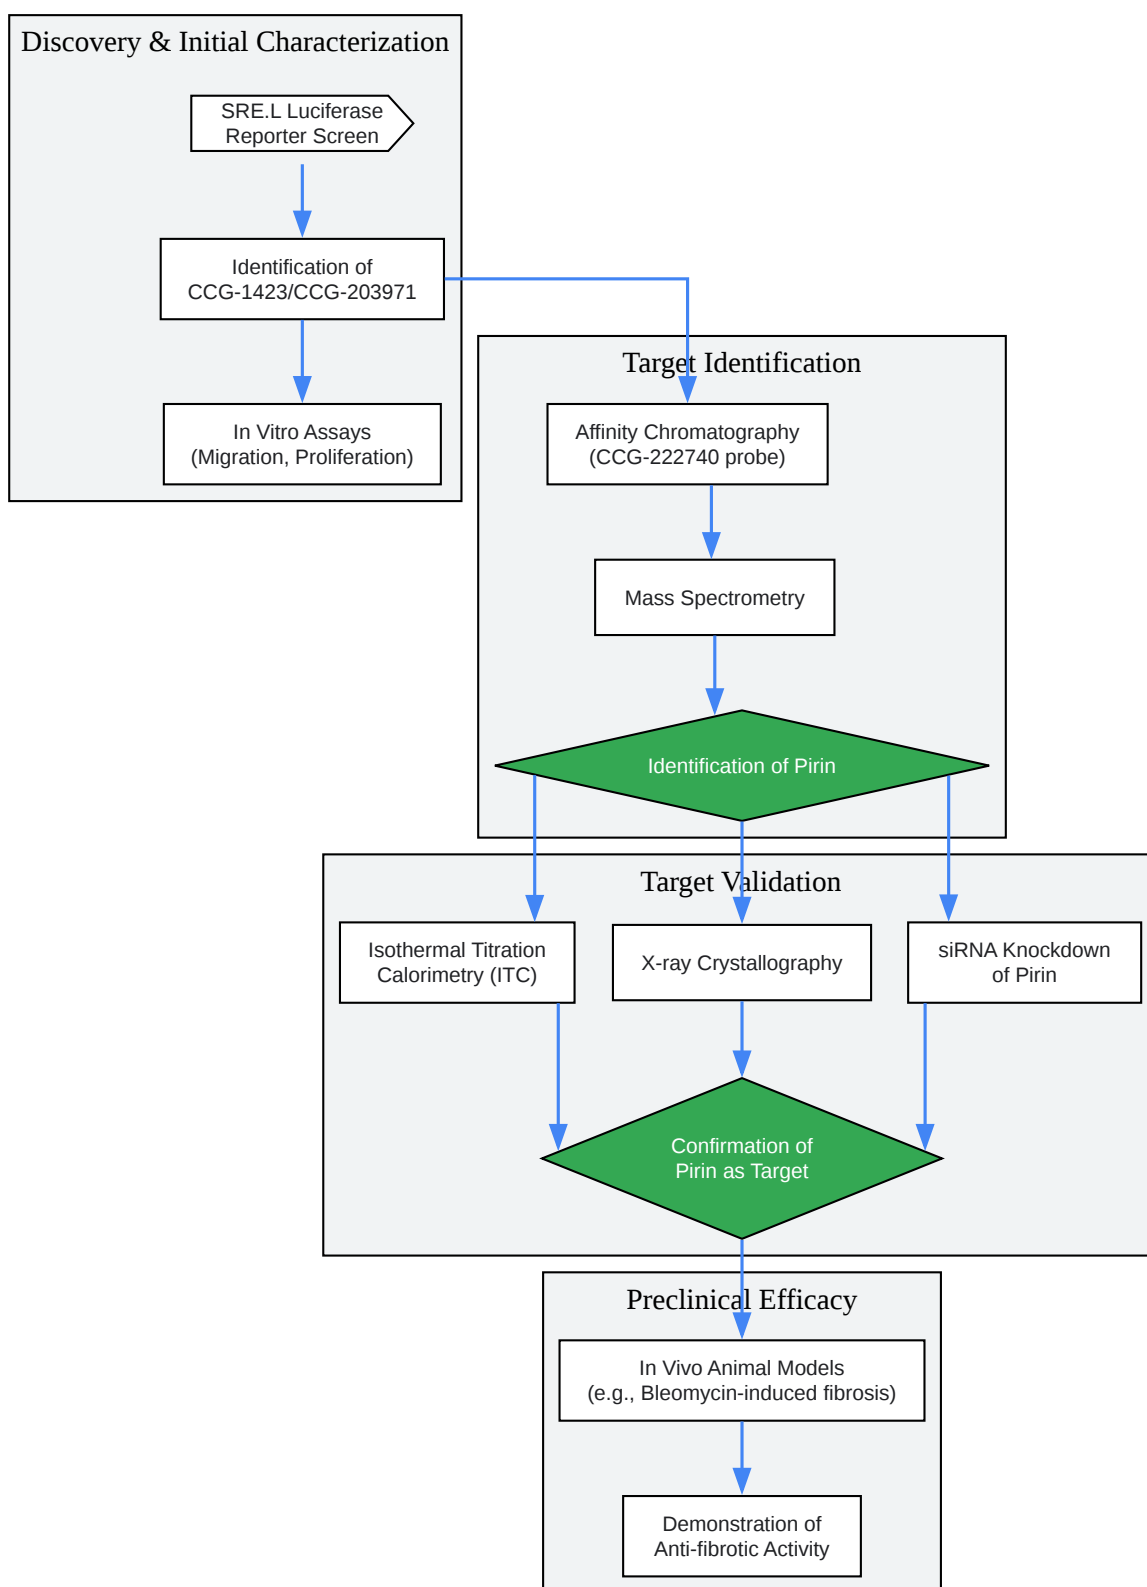 Discovery & Initial Characterization
SRE.L Luciferase
Reporter Screen
Identification of
CCG-1423/CCG-203971
In Vitro Assays
(Migration, Proliferation)
Target Identification
Affinity Chromatography
(CCG-222740 probe)
Mass Spectrometry
Identification of Pirin
Target Validation
Isothermal Titration
Calorimetry (ITC)
X-ray Crystallography
siRNA Knockdown
of Pirin
Confirmation of
Pirin as Target
Preclinical Efficacy
In Vivo Animal Models
(e.g., Bleomycin-induced fibrosis)
Demonstration of
Anti-fibrotic Activity